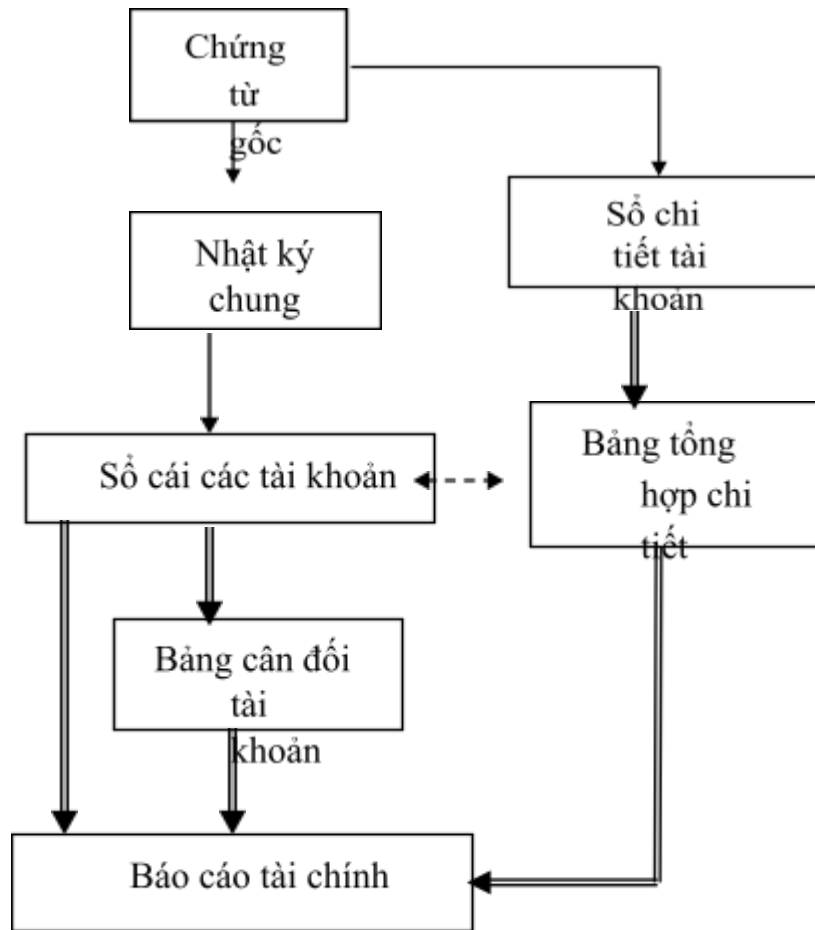 Chứng
từ
gốc
Sổ chi
tiết tài
khoản
Nhật ký
chung
Sổ cái các tài khoản
Bảng tổng
hợp chi
tiết
Bảng cân đối
tài
khoản
Báo cáo tài chính